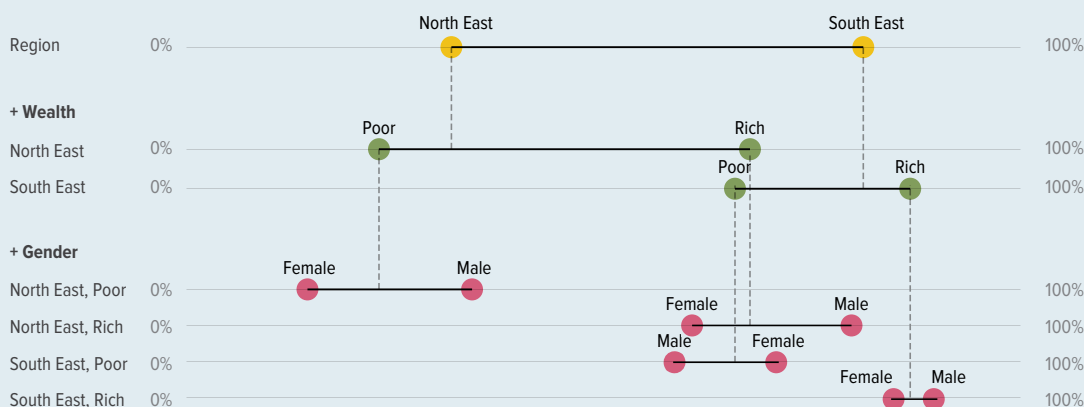 North East South East
Region 0% 100%
+ Wealth
Poor Rich
North East 0% 100%
Poor Rich
South East 0% 100%
+ Gender
Female Male
North East, Poor 0% 100%
Female Male
North East, Rich 0% 100%
Male Female
South East, Poor 0% 100%
Female Male
South East, Rich 0% 100%